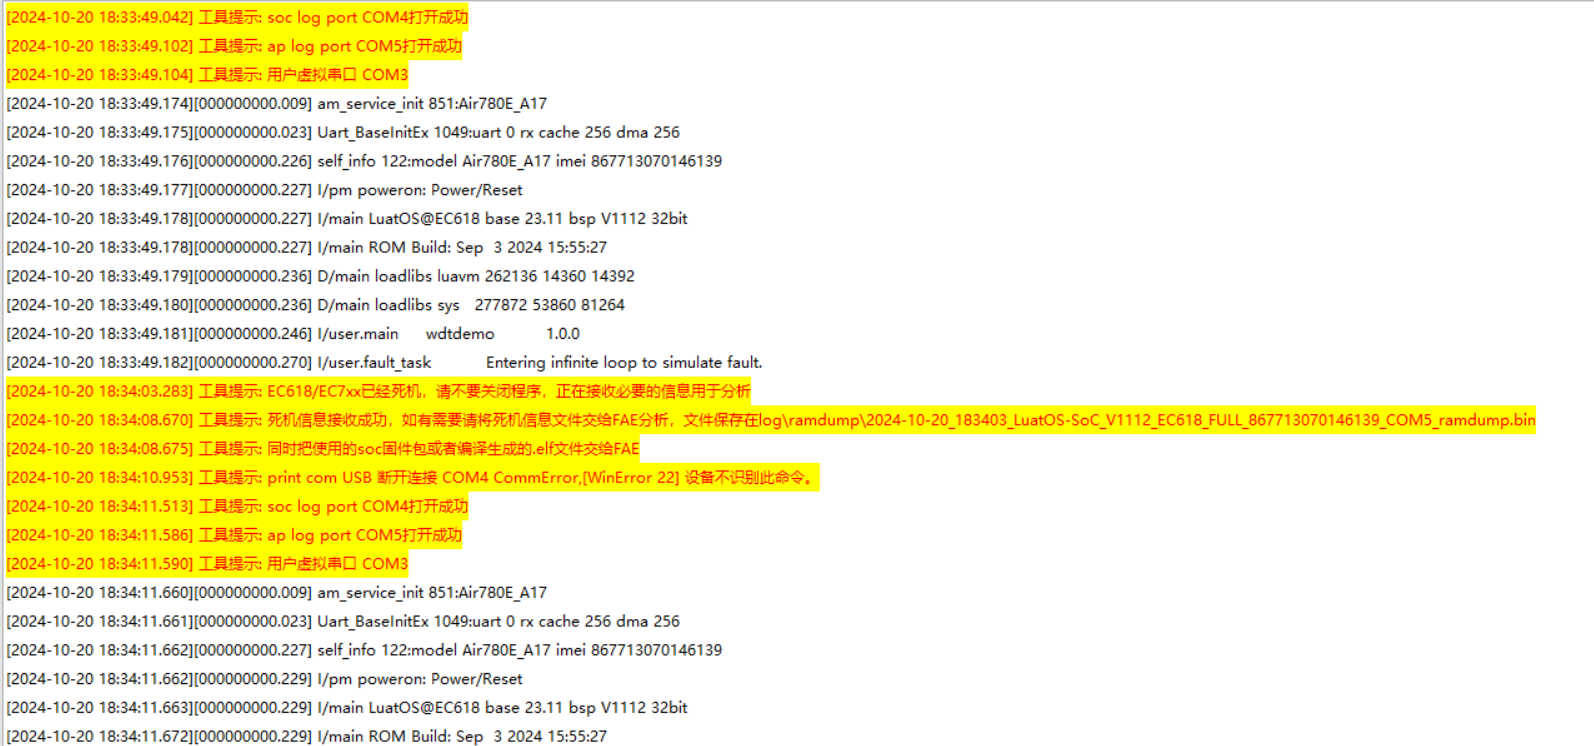 [2024-10-20 18:33:49.042] 工具提示: soc log port COM4打开成功
[2024-10-20 18:33:49.102] 工具提示: ap log port COM5打开成功
[2024-10-20 18:33:49.104] 工具提示: 用户虚拟串口 COM3
[2024-10-20 18:33:49.174][000000000.009] am_service_init 851:Air780E_A17
[2024-10-20 18:33:49.175][000000000.023] Uart_BaseInitEx 1049:uart 0 rx cache 256 dma 256
[2024-10-20 18:33:49.176][000000000.226] self_info 122:model Air780E_A17 imei 867713070146139
[2024-10-20 18:33:49.177][000000000.227] I/pm poweron: Power/Reset
[2024-10-20 18:33:49.178][000000000.227] I/main LuatOS@EC618 base 23.11 bsp V1112 32bit
[2024-10-20 18:33:49.178][000000000.227] I/main ROM Build: Sep  3 2024 15:55:27
[2024-10-20 18:33:49.179][000000000.236] D/main loadlibs luavm 262136 14360 14392
[2024-10-20 18:33:49.180][000000000.236] D/main loadlibs sys   277872 53860 81264
[2024-10-20 18:33:49.181][000000000.246] I/user.main wdtdemo 1.0.0
[2024-10-20 18:33:49.182][000000000.270] I/user.fault_task Entering infinite loop to simulate fault.
[2024-10-20 18:34:03.283] 工具提示: EC618/EC7xx已经死机，请不要关闭程序，正在接收必要的信息用于分析
[2024-10-20 18:34:08.670] 工具提示: 死机信息接收成功，如有需要请将死机信息文件交给FAE分析，文件保存在log\ramdump\2024-10-20_183403_LuatOS-SoC_V1112_EC618_FULL_867713070146139_COM5_ramdump.bin
[2024-10-20 18:34:08.675] 工具提示: 同时把使用的soc固件包或者编译生成的.elf文件交给FAE
[2024-10-20 18:34:10.953] 工具提示: print com USB 断开连接 COM4 CommError,[WinError 22] 设备不识别此命令。
[2024-10-20 18:34:11.513] 工具提示: soc log port COM4打开成功
[2024-10-20 18:34:11.586] 工具提示: ap log port COM5打开成功
[2024-10-20 18:34:11.590] 工具提示: 用户虚拟串口 COM3
[2024-10-20 18:34:11.660][000000000.009] am_service_init 851:Air780E_A17
[2024-10-20 18:34:11.661][000000000.023] Uart_BaseInitEx 1049:uart 0 rx cache 256 dma 256
[2024-10-20 18:34:11.662][000000000.227] self_info 122:model Air780E_A17 imei 867713070146139
[2024-10-20 18:34:11.662][000000000.229] I/pm poweron: Power/Reset
[2024-10-20 18:34:11.663][000000000.229] I/main LuatOS@EC618 base 23.11 bsp V1112 32bit
[2024-10-20 18:34:11.672][000000000.229] I/main ROM Build: Sep  3 2024 15:55:27